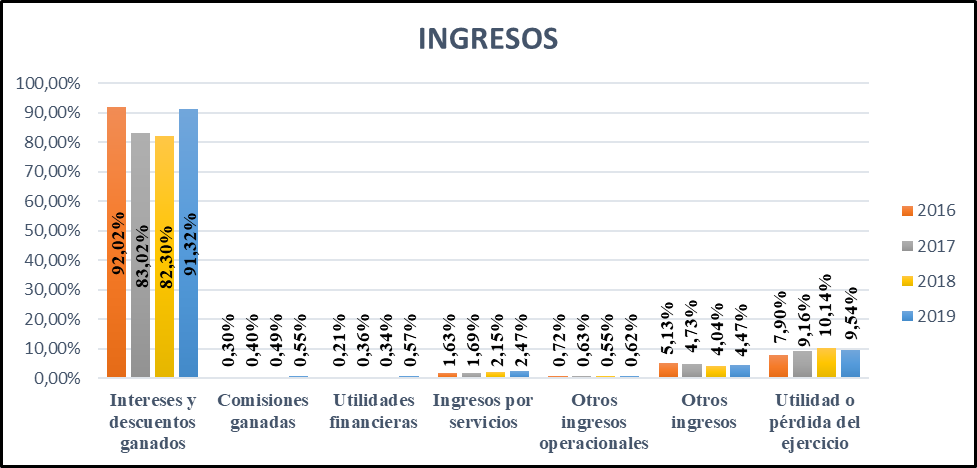 INGRESOS
100,00%
90,00%
80,00%
70,00%
60,00%
50,00%
40,00%
30,00%
20,00%
10,00%
0,00%
92,02%
83,02%
82,30%
91,32%
0,30%
0,40%
0,49%
0,55%
0,21%
0,36%
0,34%
0,57%
1,63%
1,69%
2,15%
2,47%
0,72%
0,63%
0,55%
0,62%
5,13%
4,73%
4,04%
4,47%
7,90%
9,16%
10,14%
9,54%
Intereses y
descuentos
ganados
Comisiones
ganadas
Utilidades
financieras
Ingresos por
servicios
Otros
ingresos
operacionales
Otros
ingresos
Utilidad o
pérdida del
ejercicio
2016
2017
2018
2019